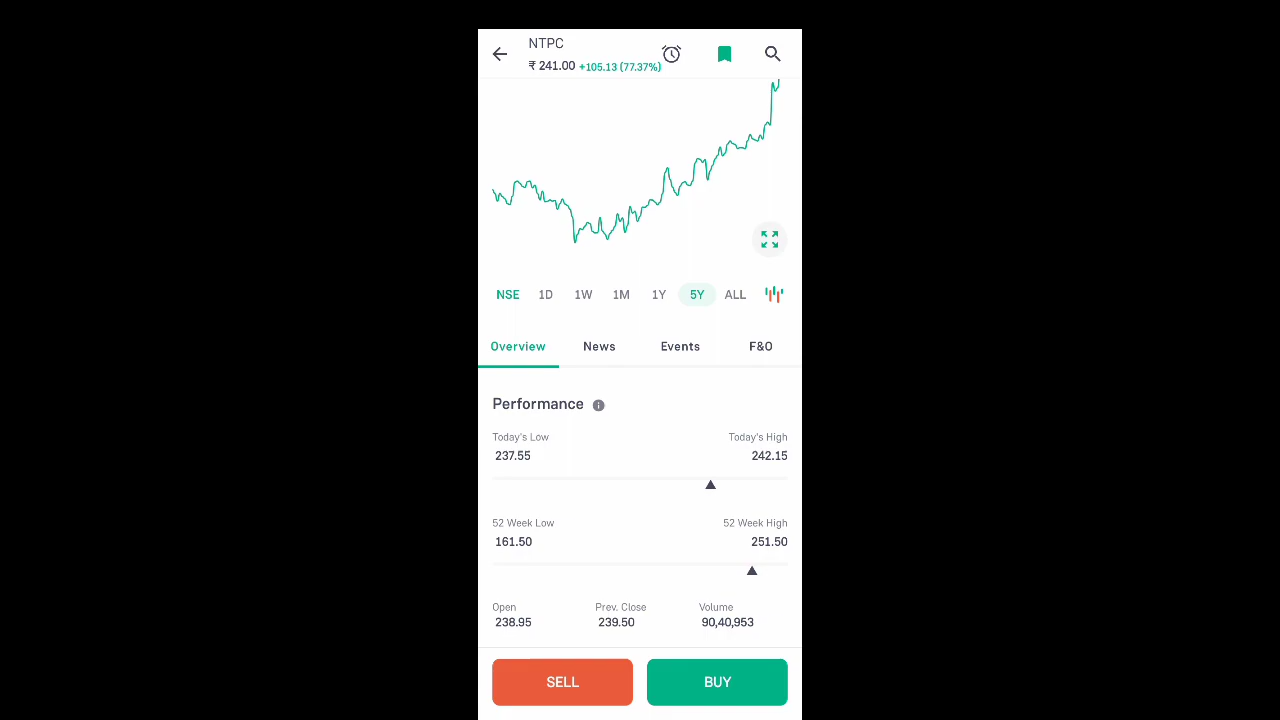 NTPC
₹ 241.00 +105.13 (77.37%)
NSE 1D 1W 1M 1Y 5Y ALL
Overview News Events F&O
Performance
Today's Low Today's High
237.55 242.15
52 Week Low 52 Week High
161.50 251.50
Open Prev. Close Volume
238.95 239.50 90,40,953
SELL BUY